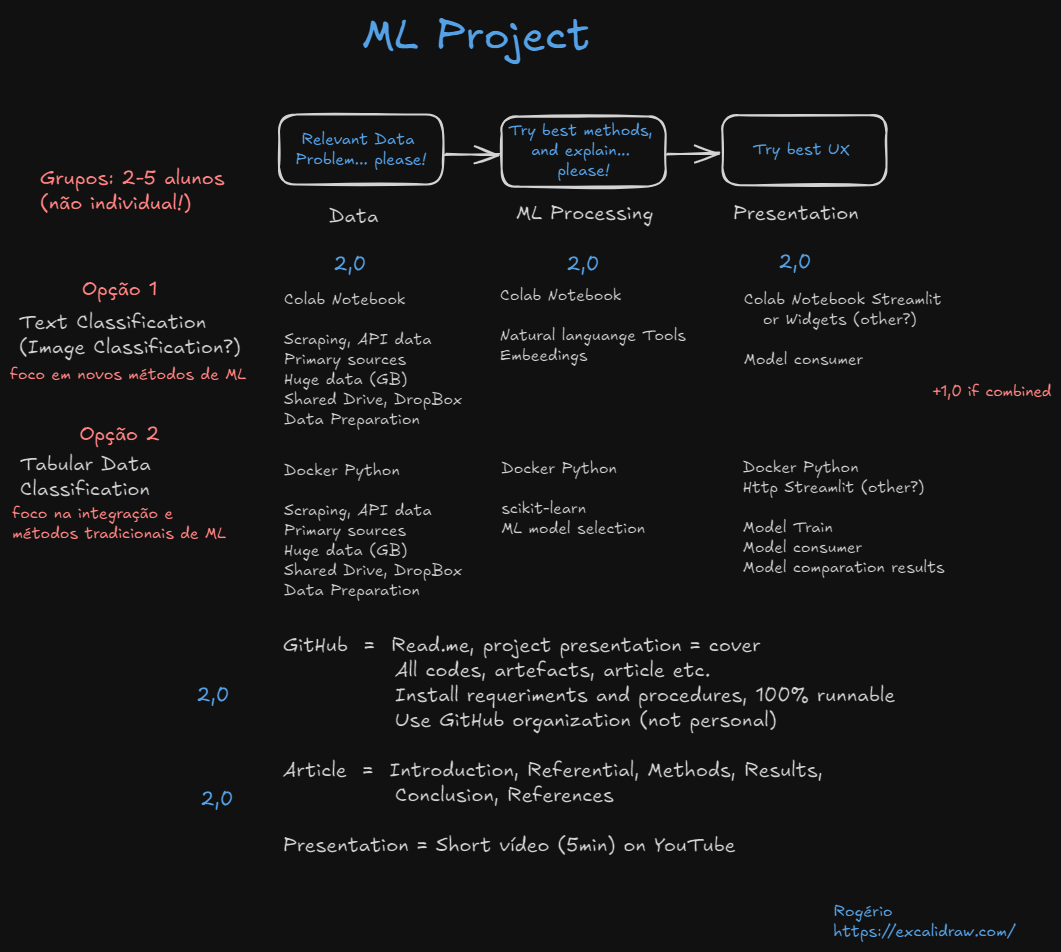 ML Project
Relevant Data
Problem... please!
Try best methods,
and explain...
please!
Try best UX
Grupos: 2-5 alunos
(não individual!)
Data
ML Processing
Presentation
2,0
2,0
2,0
Opção 1
Text Classification
(Image Classification?)
foco em novos métodos de ML
Colab Notebook
Scraping, API data
Primary sources
Huge data (GB)
Shared Drive, DropBox
Data Preparation
Colab Notebook
Natural languange Tools
Embeedings
Colab Notebook Streamlit
or Widgets (other?)
Model consumer
+1,0 if combined
Opção 2
Tabular Data
Classification
foco na integração e
métodos tradicionais de ML
Docker Python
Scraping, API data
Primary sources
Huge data (GB)
Shared Drive, DropBox
Data Preparation
Docker Python
scikit-learn
ML model selection
Docker Python
Http Streamlit (other?)
Model Train
Model consumer
Model comparation results
GitHub = Read.me, project presentation = cover
All codes, artefacts, article etc.
2,0
Install requeriments and procedures, 100% runnable
Use GitHub organization (not personal)
Article = Introduction, Referential, Methods, Results,
2,0
Conclusion, References
Presentation = Short vídeo (5min) on YouTube
Rogério
https://excalidraw.com/